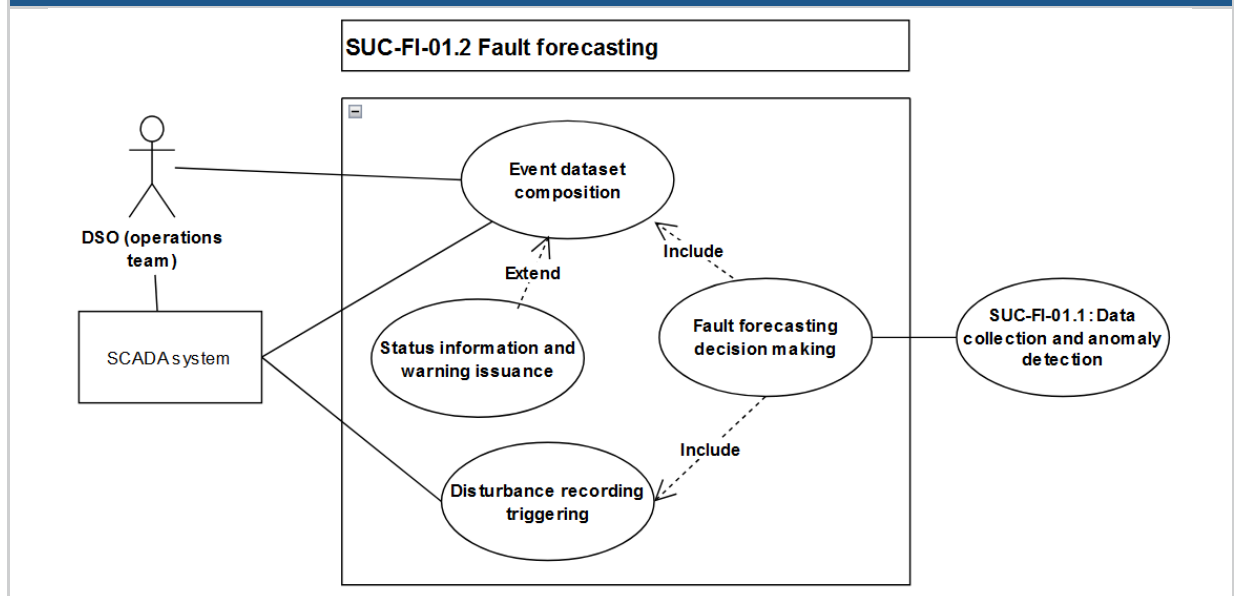 SUC-FI-01.2 Fault forecasting
Event dataset
composition
DSO (operations
team)
Include
Extend
SUC-FI-01.1: Data
collection and anomaly
detection
Fault forecasting
decision making
Status information and
warning issuance
SCADA system
Include
Disturbance recording
triggering